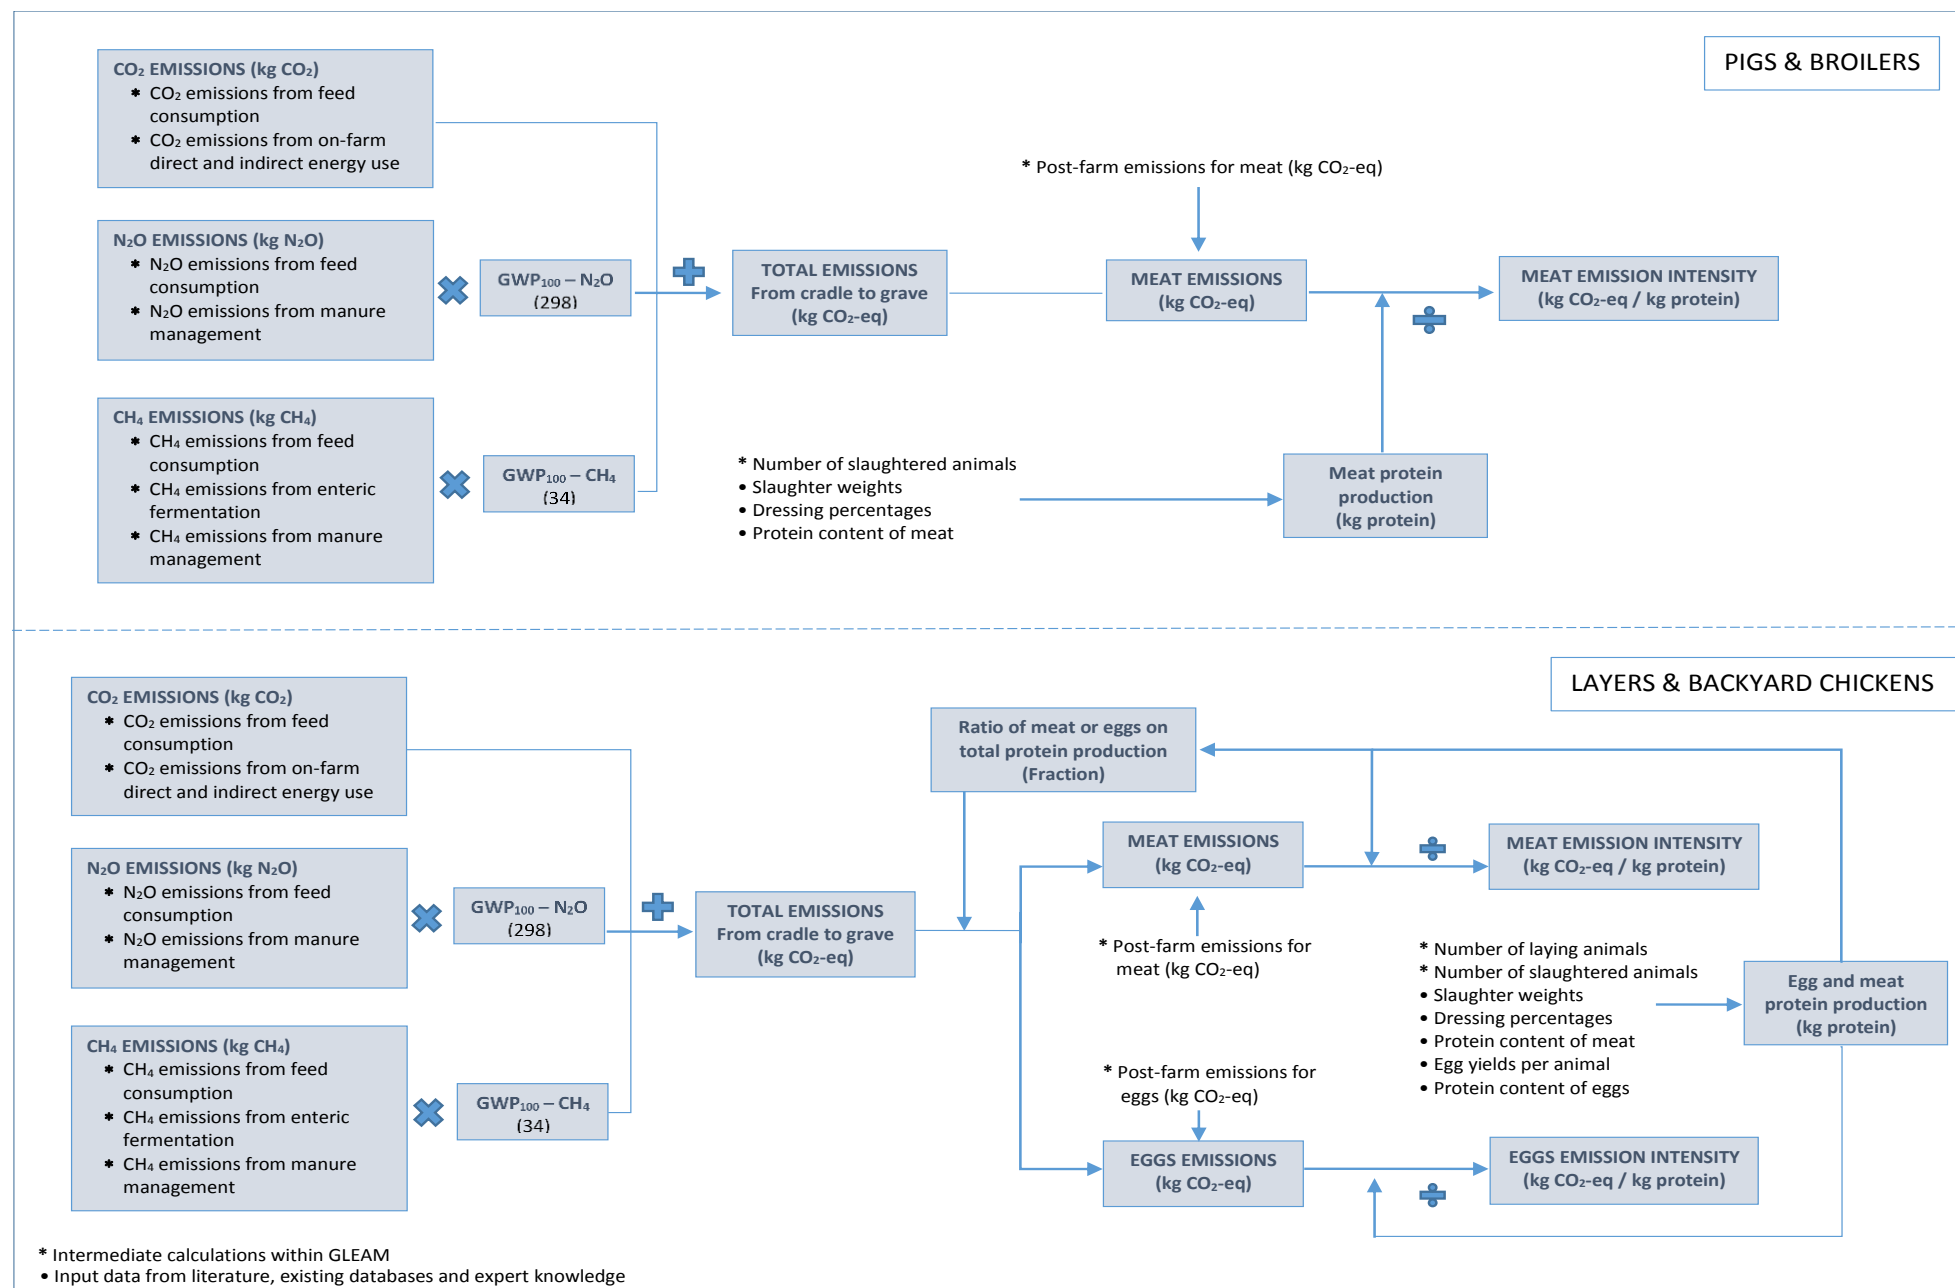 PIGS & BROILERS
CO₂ EMISSIONS (kg CO₂)
* CO₂ emissions from feed
consumption
* CO₂ emissions from on-farm
direct and indirect energy use
* Post-farm emissions for meat (kg CO₂-eq)
N₂O EMISSIONS (kg N₂O)
* N₂O emissions from feed
consumption
* N₂O emissions from manure
management
GWP₁₀₀ – N₂O
(298)
TOTAL EMISSIONS
From cradle to grave
(kg CO₂-eq)
MEAT EMISSIONS
(kg CO₂-eq)
MEAT EMISSION INTENSITY
(kg CO₂-eq / kg protein)
CH₄ EMISSIONS (kg CH₄)
* CH₄ emissions from feed
consumption
* CH₄ emissions from enteric
fermentation
* CH₄ emissions from manure
management
GWP₁₀₀ – CH₄
(34)
* Number of slaughtered animals
• Slaughter weights
• Dressing percentages
• Protein content of meat
Meat protein
production
(kg protein)
LAYERS & BACKYARD CHICKENS
CO₂ EMISSIONS (kg CO₂)
* CO₂ emissions from feed
consumption
* CO₂ emissions from on-farm
direct and indirect energy use
Ratio of meat or eggs on
total protein production
(Fraction)
N₂O EMISSIONS (kg N₂O)
* N₂O emissions from feed
consumption
* N₂O emissions from manure
management
GWP₁₀₀ – N₂O
(298)
TOTAL EMISSIONS
From cradle to grave
(kg CO₂-eq)
MEAT EMISSIONS
(kg CO₂-eq)
MEAT EMISSION INTENSITY
(kg CO₂-eq / kg protein)
* Post-farm emissions for
meat (kg CO₂-eq)
* Number of laying animals
* Number of slaughtered animals
• Slaughter weights
• Dressing percentages
• Protein content of meat
• Egg yields per animal
• Protein content of eggs
Egg and meat
protein production
(kg protein)
CH₄ EMISSIONS (kg CH₄)
* CH₄ emissions from feed
consumption
* CH₄ emissions from enteric
fermentation
* CH₄ emissions from manure
management
GWP₁₀₀ – CH₄
(34)
* Post-farm emissions for
eggs (kg CO₂-eq)
EGGS EMISSIONS
(kg CO₂-eq)
EGGS EMISSION INTENSITY
(kg CO₂-eq / kg protein)
* Intermediate calculations within GLEAM
• Input data from literature, existing databases and expert knowledge